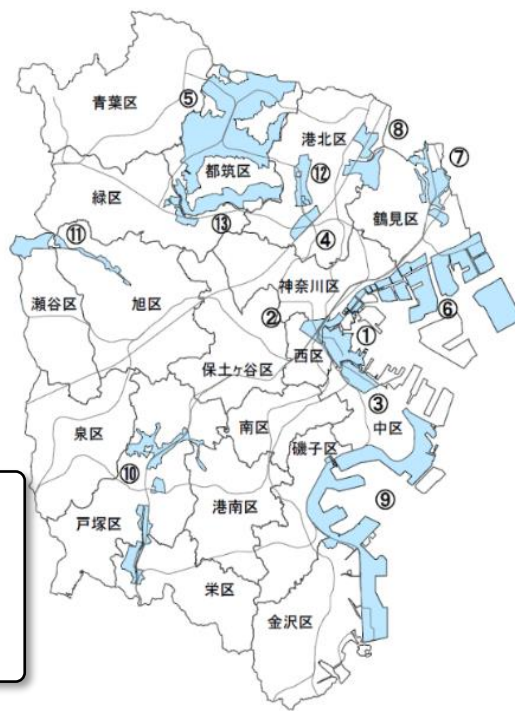 青葉区
⑤
港北区
⑧
都筑区
⑫
⑦
緑区
鶴見区
⑬
④
⑪
神奈川区
瀬谷区
旭区
②
①
⑥
西区
保土ヶ谷区
③
泉区
南区
中区
磯子区
⑩
⑨
戸塚区
港南区
栄区
金沢区